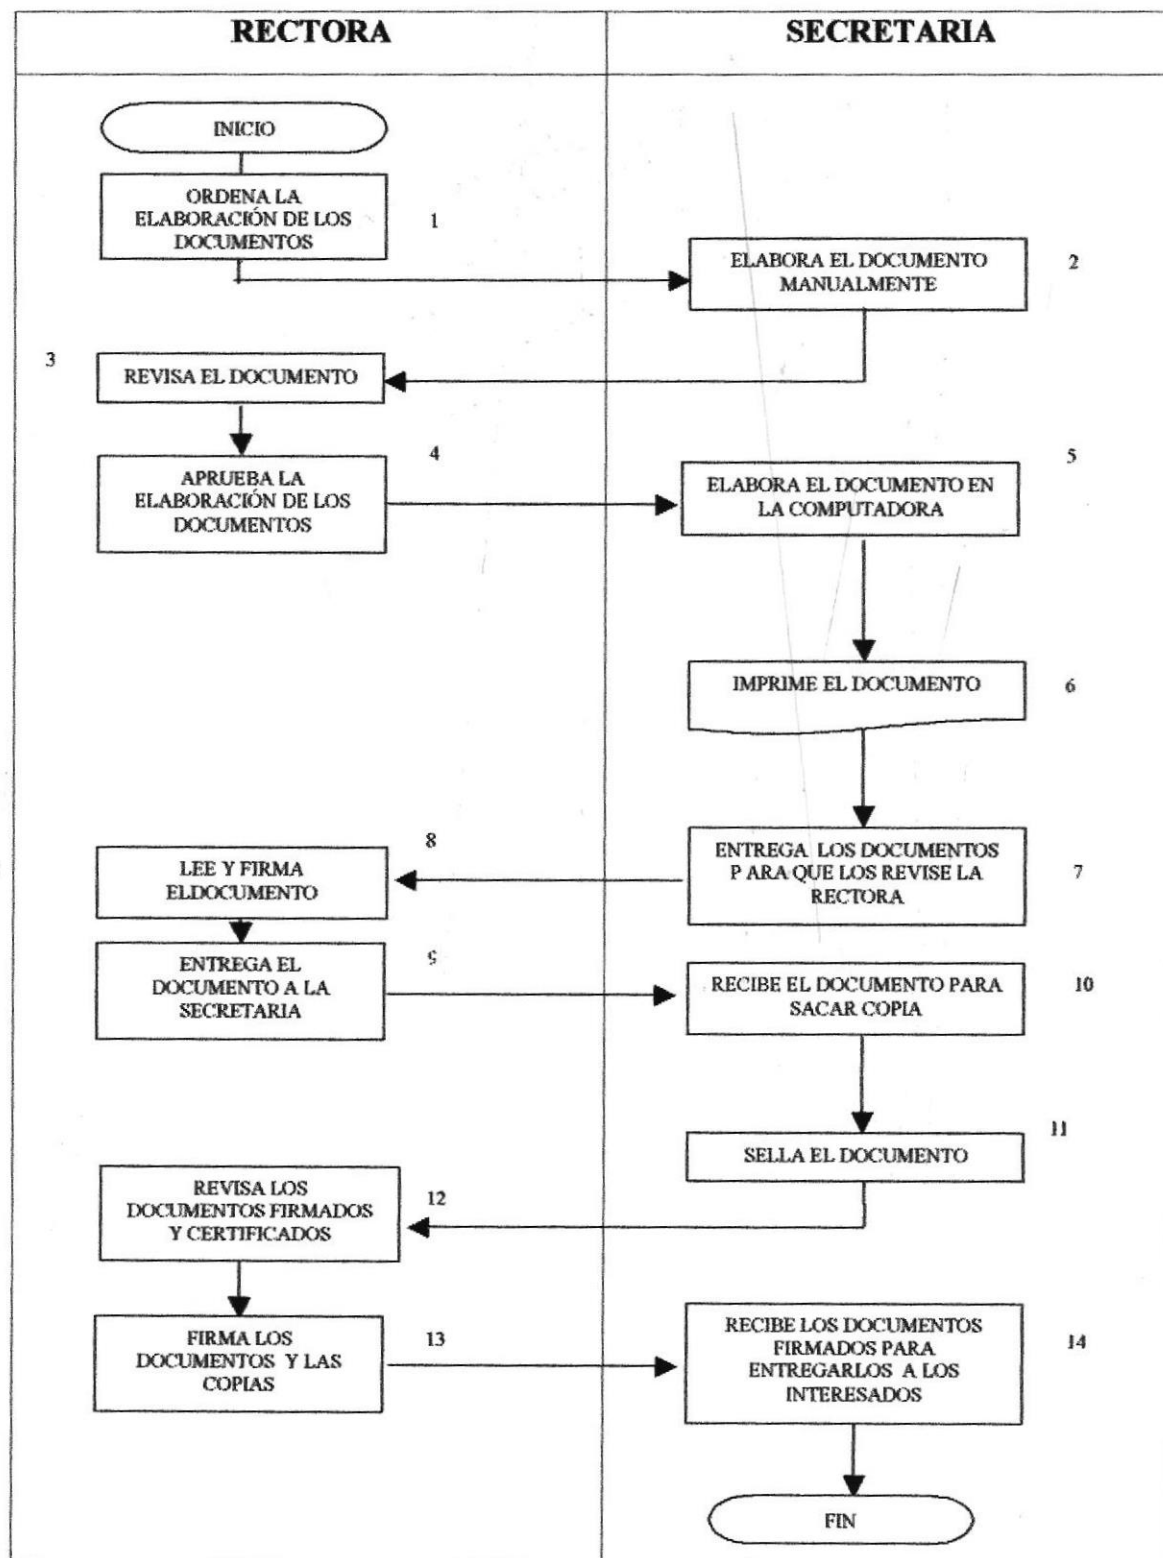 RECTORA
SECRETARIA
INICIO
ORDENA LA
ELABORACIÓN DE LOS
DOCUMENTOS
1
ELABORA EL DOCUMENTO
MANUALMENTE
2
3
REVISA EL DOCUMENTO
APRUEBA LA
ELABORACIÓN DE LOS
DOCUMENTOS
4
ELABORA EL DOCUMENTO EN
LA COMPUTADORA
5
IMPRIME EL DOCUMENTO
6
ENTREGA LOS DOCUMENTOS
P ARA QUE LOS REVISE LA
RECTORA
7
LEE Y FIRMA
ELDOCUMENTO
8
ENTREGA EL
DOCUMENTO A LA
SECRETARIA
9
RECIBE EL DOCUMENTO PARA
SACAR COPIA
10
SELLA EL DOCUMENTO
11
REVISA LOS
DOCUMENTOS FIRMADOS
Y CERTIFICADOS
12
FIRMA LOS
DOCUMENTOS Y LAS
COPIAS
13
RECIBE LOS DOCUMENTOS
FIRMADOS PARA
ENTREGARLOS A LOS
INTERESADOS
14
FIN